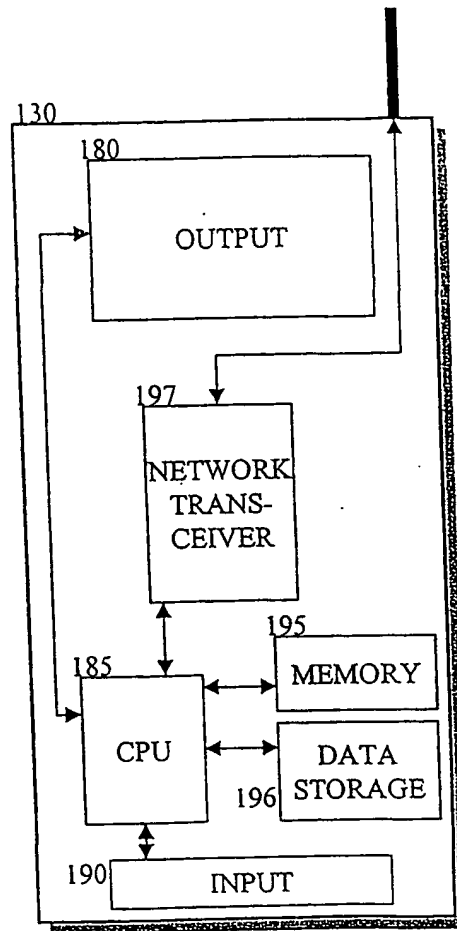 130
180
OUTPUT
197
NETWORK
TRANS-
CEIVER
195
185
MEMORY
CPU
DATA
196
STORAGE
190
INPUT